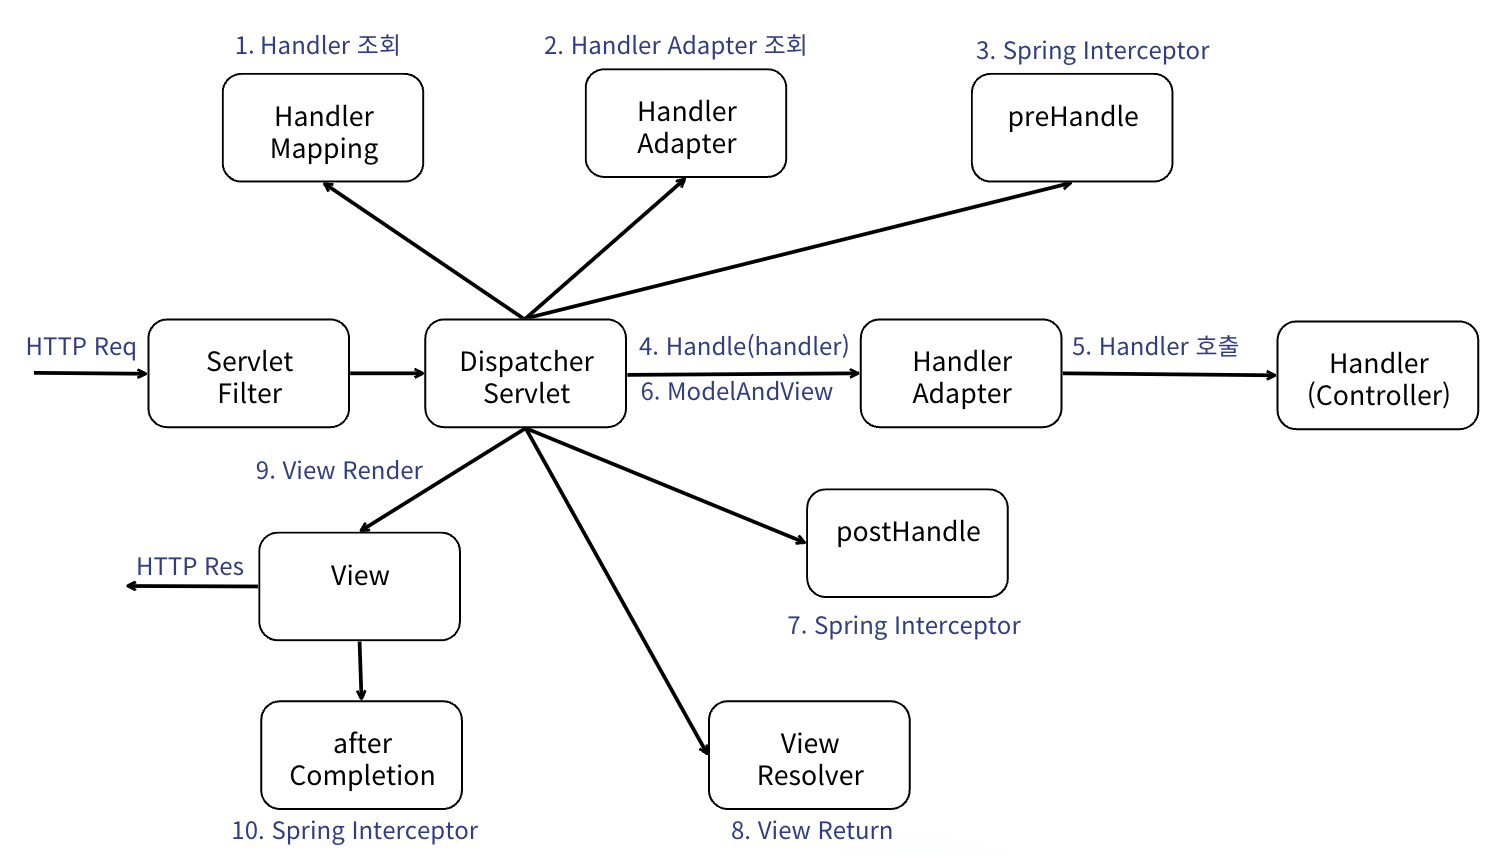 1. Handler 조회
2. Handler Adapter 조회
3. Spring Interceptor
Handler
Mapping
Handler
Adapter
preHandle
HTTP Req
Servlet
Filter
Dispatcher
Servlet
4. Handle(handler)
6. ModelAndView
Handler
Adapter
5. Handler 호출
Handler
(Controller)
9. View Render
postHandle
7. Spring Interceptor
HTTP Res
View
after
Completion
10. Spring Interceptor
View
Resolver
8. View Return